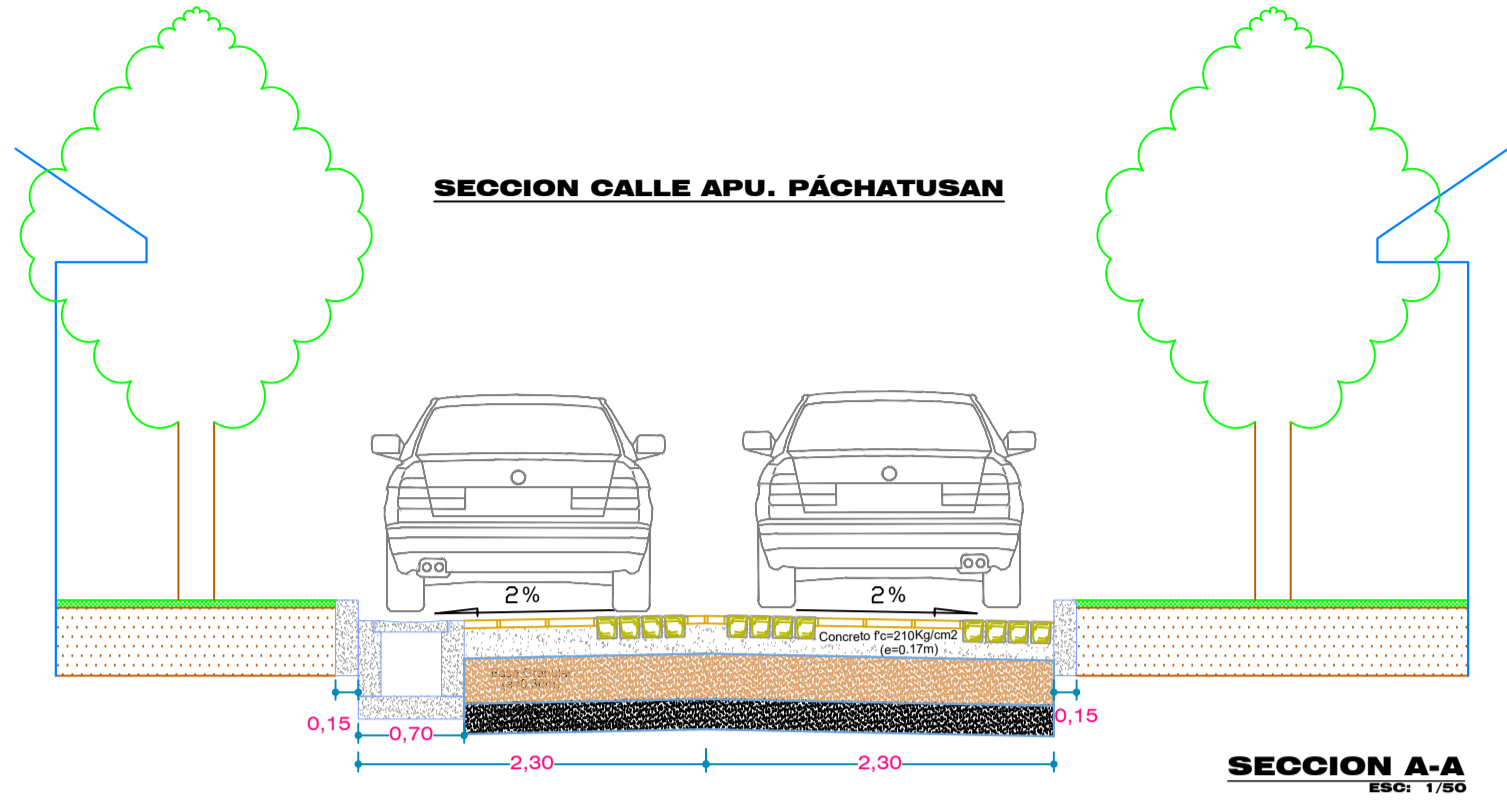 SECCION CALLE APU. PÁCHATUSAN
2%
2%
Concreto f'c=210Kg/cm2
(e=0.17m)
0,15
0,70
0,15
2,30
2,30
SECCION A-A
ESC: 1/50